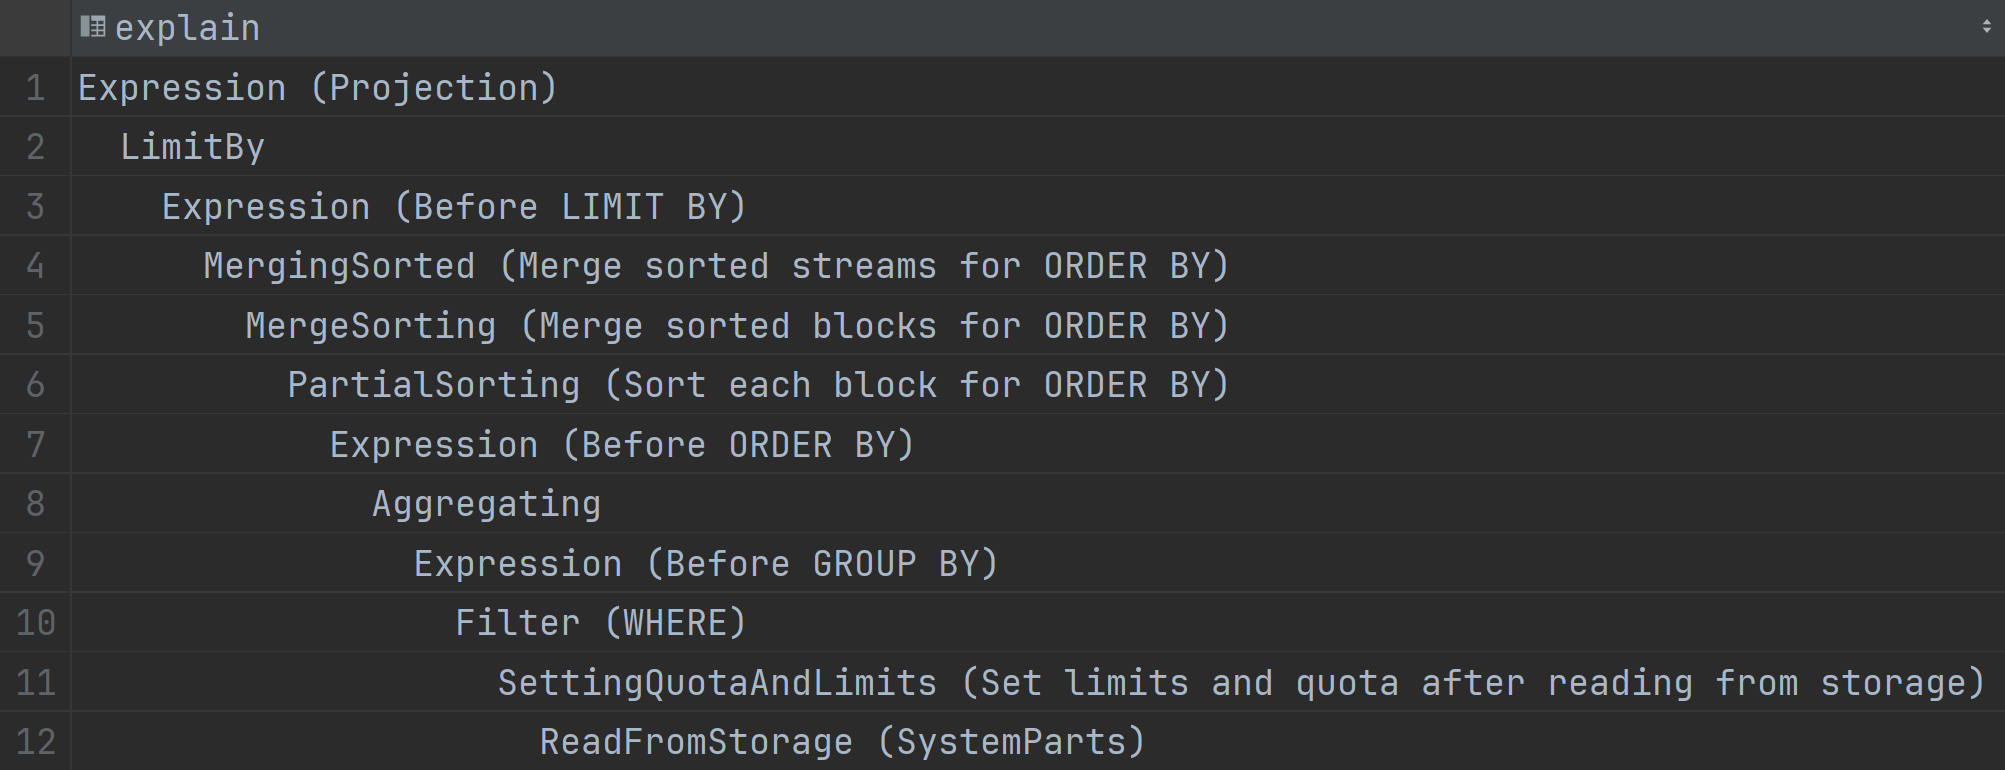 explain
1 Expression (Projection)
2 LimitBy
3 Expression (Before LIMIT BY)
4 MergingSorted (Merge sorted streams for ORDER BY)
5 MergeSorting (Merge sorted blocks for ORDER BY)
6 PartialSorting (Sort each block for ORDER BY)
7 Expression (Before ORDER BY)
8 Aggregating
9 Expression (Before GROUP BY)
10 Filter (WHERE)
11 SettingQuotaAndLimits (Set limits and quota after reading from storage)
12 ReadFromStorage (SystemParts)